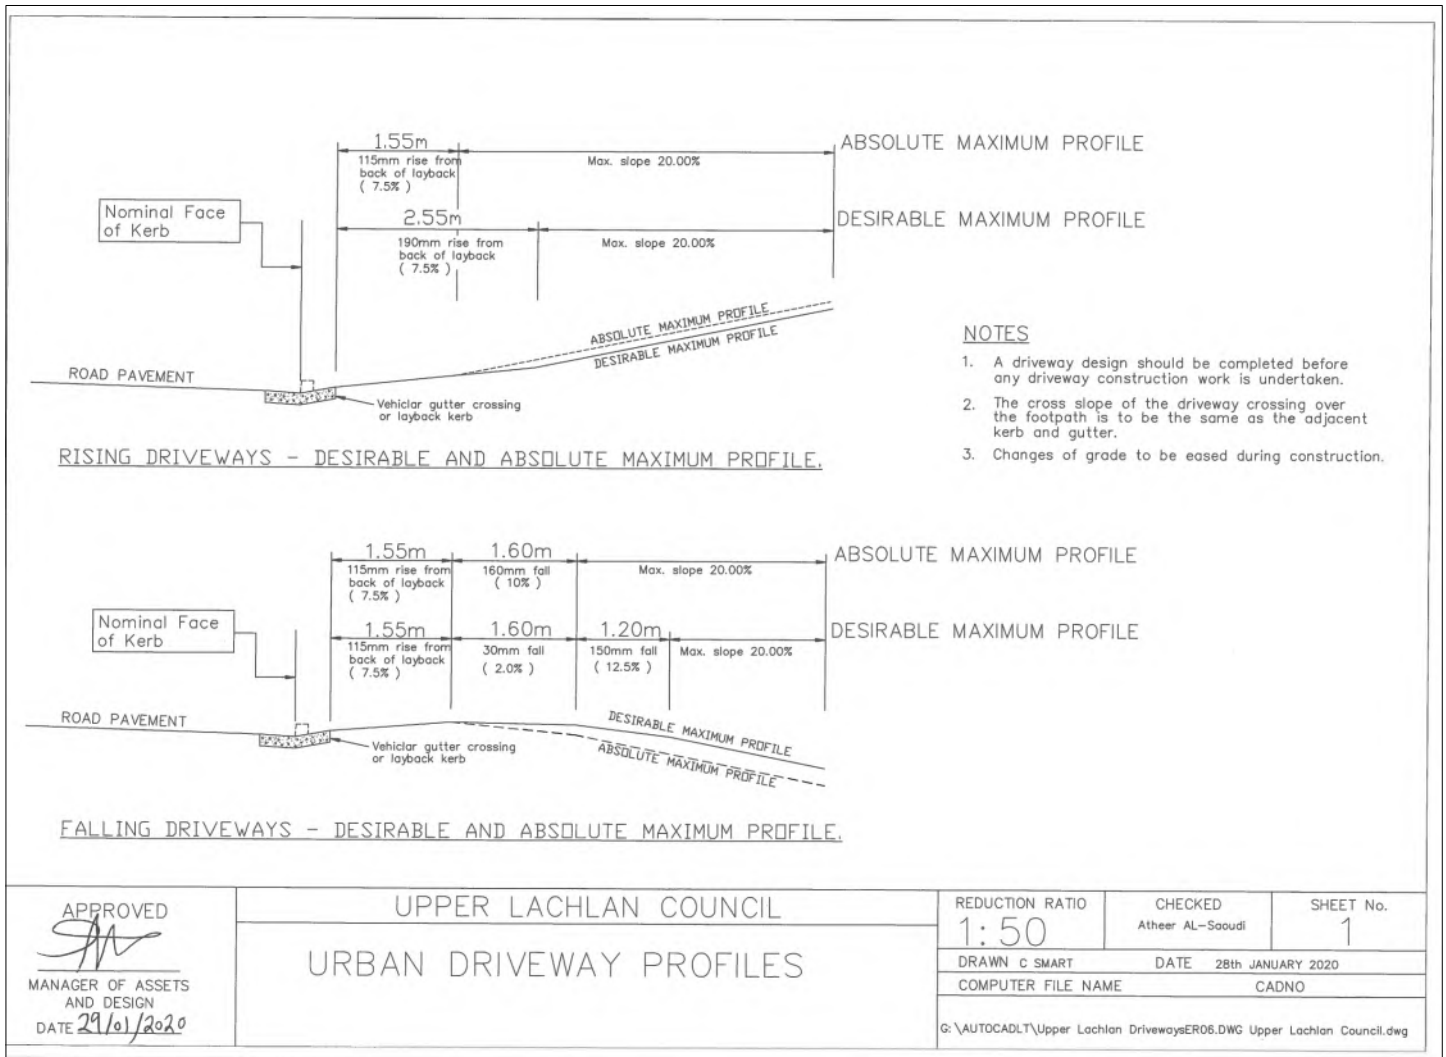 1.55m
ABSOLUTE MAXIMUM PROFILE
115mm rise from
back of layback
( 7.5% )
Max. slope 20.00%
2.55m
DESIRABLE MAXIMUM PROFILE
190mm rise from
back of layback
( 7.5% )
Max. slope 20.00%
Nominal Face
of Kerb
ABSOLUTE MAXIMUM PROFILE
DESIRABLE MAXIMUM PROFILE
ROAD PAVEMENT
Vehiclar gutter crossing
or layback kerb
RISING DRIVEWAYS - DESIRABLE AND ABSOLUTE MAXIMUM PROFILE.
NOTES
1. A driveway design should be completed before
any driveway construction work is undertaken.
2. The cross slope of the driveway crossing over
the footpath is to be the same as the adjacent
kerb and gutter.
3. Changes of grade to be eased during construction.
1.55m
1.60m
ABSOLUTE MAXIMUM PROFILE
115mm rise from
back of layback
( 7.5% )
160mm fall
( 10% )
Max. slope 20.00%
1.55m
1.60m
1.20m
DESIRABLE MAXIMUM PROFILE
115mm rise from
back of layback
( 7.5% )
30mm fall
( 2.0% )
150mm fall
( 12.5% )
Max. slope 20.00%
Nominal Face
of Kerb
ROAD PAVEMENT
DESIRABLE MAXIMUM PROFILE
ABSOLUTE MAXIMUM PROFILE
Vehiclar gutter crossing
or layback kerb
FALLING DRIVEWAYS - DESIRABLE AND ABSOLUTE MAXIMUM PROFILE.
APPROVED
MANAGER OF ASSETS
AND DESIGN
DATE 29/01/2020
UPPER LACHLAN COUNCIL
URBAN DRIVEWAY PROFILES
REDUCTION RATIO
1:50
CHECKED
Atheer AL-Saoudi
SHEET No.
1
DRAWN C SMART
DATE 28th JANUARY 2020
COMPUTER FILE NAME
CADNO
G: \AUTOCADLT\Upper Lachlan DrivewaysER06.DWG Upper Lachlan Council.dwg